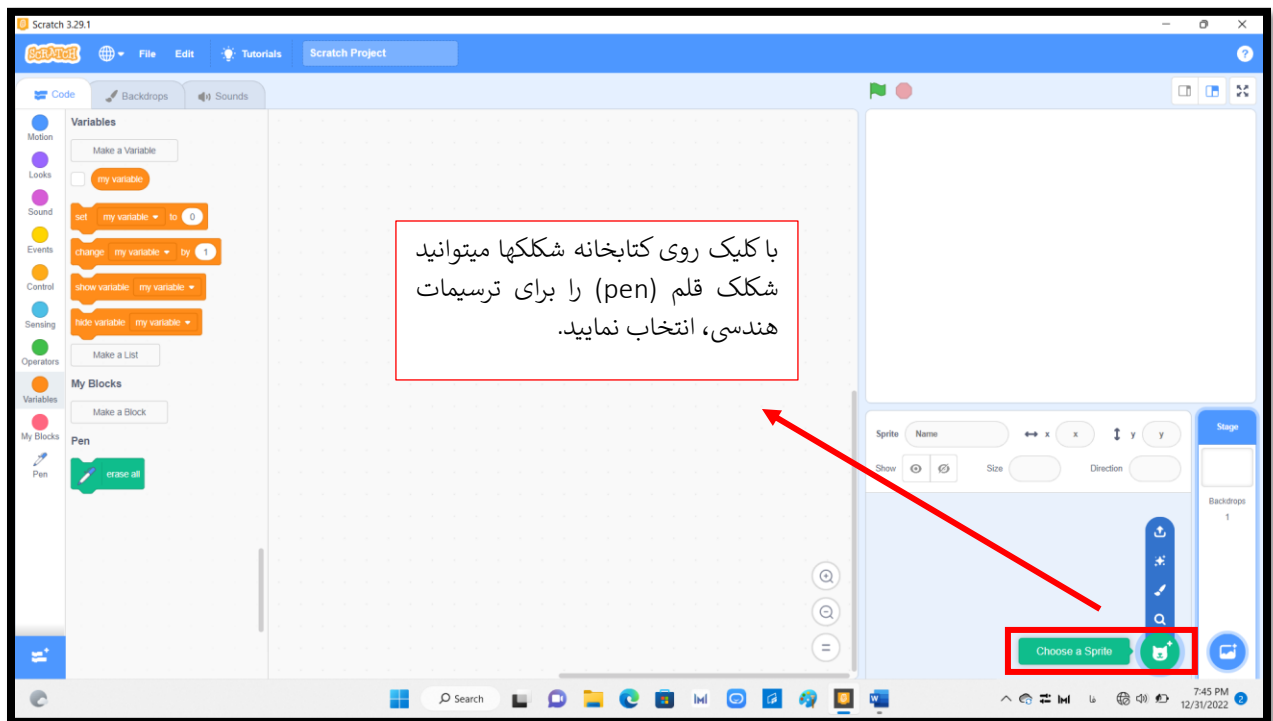 Scratch 3.29.1
SCRATCH
File Edit Tutorials Scratch Project
?
Code Backdrops Sounds
Motion
Looks
Sound
Events
Control
Sensing
Operators
Variables
My Blocks
Pen
Variables
Make a Variable
my variable
set my variable to 0
change my variable by 1
show variable my variable
hide variable my variable
Make a List
My Blocks
Make a Block
Pen
erase all
با کلیک روی کتابخانه شکلکها میتوانید
شکلک قلم (pen) را برای ترسیمات
هندسی، انتخاب نمایید.
Sprite Name x x y y
Show Size Direction
Stage
Backdrops
1
Choose a Sprite
Search
فا
7:45 PM
12/31/2022
2